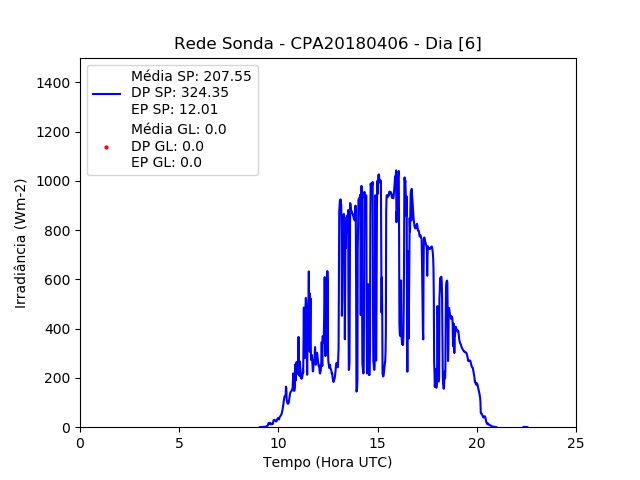 Rede Sonda - CPA20180406 - Dia [6]
Média SP: 207.55
DP SP: 324.35
EP SP: 12.01
Média GL: 0.0
DP GL: 0.0
EP GL: 0.0
Irradiância (Wm-2)
1400
1200
1000
800
600
400
200
0
0 5 10 15 20 25
Tempo (Hora UTC)